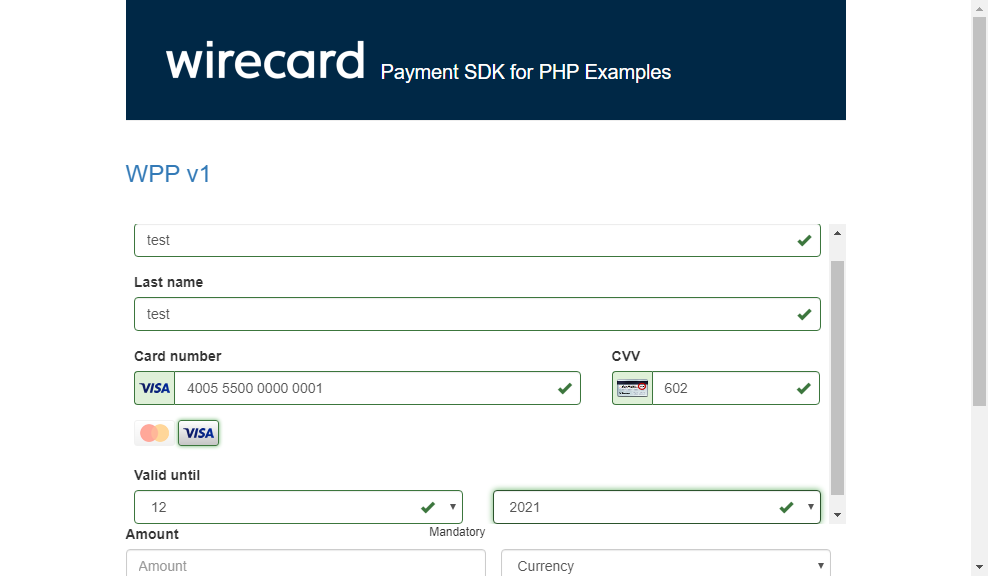 wirecard Payment SDK for PHP Examples
WPP v1
test
Last name
test
Card number CVV
VISA 4005 5500 0000 0001 602
VISA
Valid until
12 2021
Amount Mandatory
Amount Currency